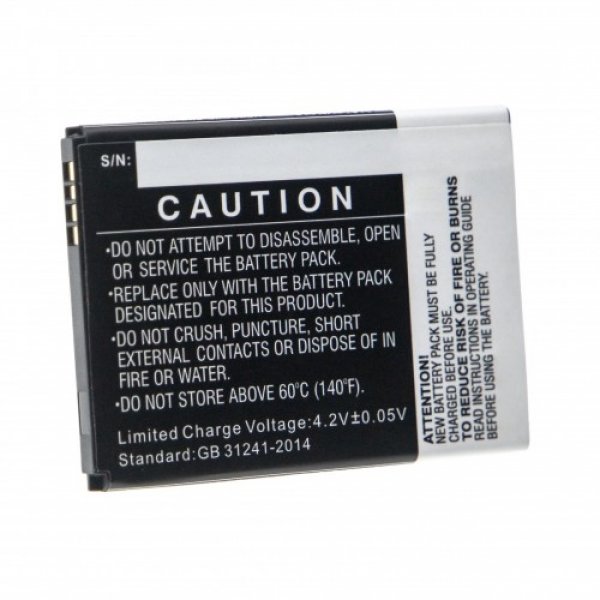 S/N:
CAUTION
•DO NOT ATTEMPT TO DISASSEMBLE, OPEN
OR SERVICE THE BATTERY PACK.
•REPLACE ONLY WITH THE BATTERY PACK
DESIGNATED FOR THIS PRODUCT.
•DO NOT CRUSH, PUNCTURE, SHORT
EXTERNAL CONTACTS OR DISPOSE OF IN
FIRE OR WATER.
•DO NOT STORE ABOVE 60°C (140°F).
Limited Charge Voltage:4.2V±0.05V
Standard:GB 31241-2014
ATTENTION!
NEW BATTERY PACK MUST BE FULLY
CHARGED BEFORE USE.
TO REDUCE RISK OF FIRE OR BURNS
READ INSTRUCTIONS IN OPERATING GUIDE
OF USING THE BATTERY.